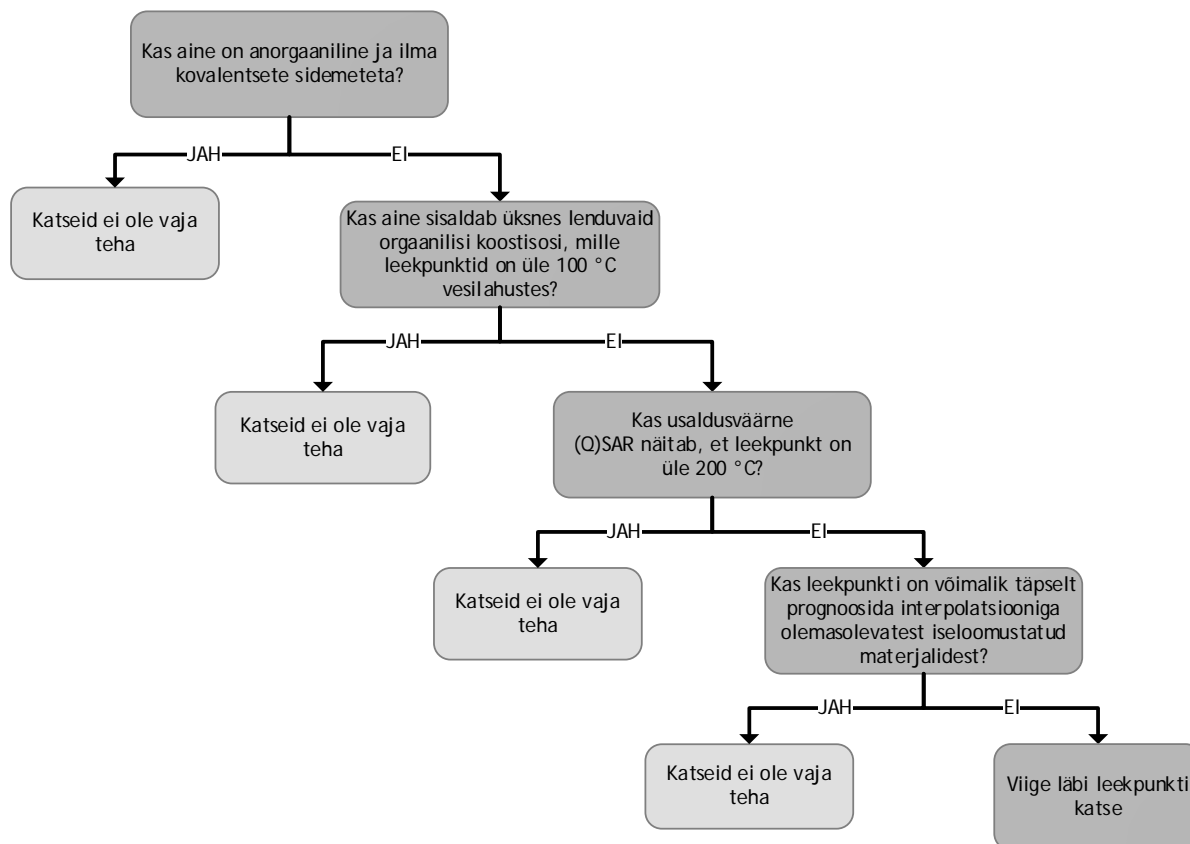 Kas aine on anorgaaniline ja ilma
kovalentsete sidemeteta?
JAH
EI
Katseid ei ole vaja
teha
Kas aine sisaldab üksnes lenduvaid
orgaanilisi koostisosi, mille
leekpunktid on üle 100 °C
vesilahustes?
JAH
EI
Katseid ei ole vaja
teha
Kas usaldusväärne
(Q)SAR näitab, et leekpunkt on
üle 200 °C?
JAH
EI
Katseid ei ole vaja
teha
Kas leekpunkti on võimalik täpselt
prognoosida interpolatsiooniga
olemasolevatest iseloomustatud
materjalidest?
JAH
EI
Katseid ei ole vaja
teha
Viige läbi leekpunkti
katse